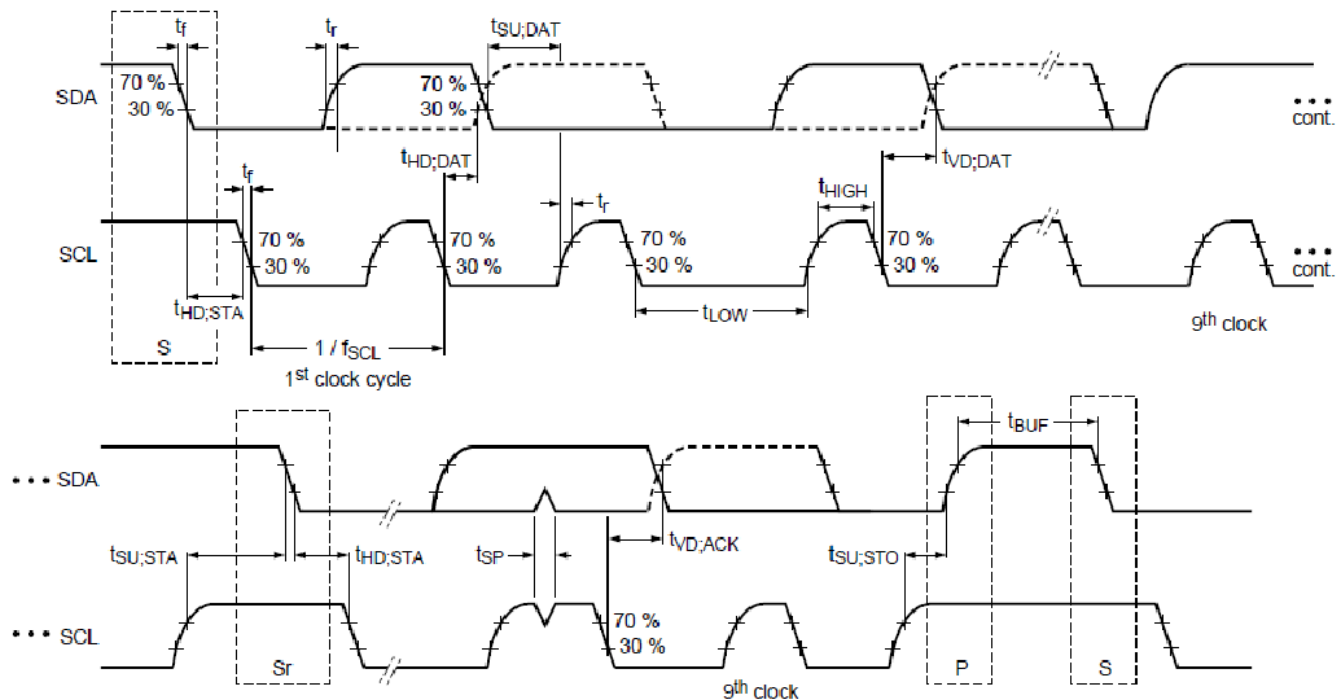 tf
tr
tSU;DAT
70 %
30 %
70 %
30 %
SDA
cont.
tHD;DAT
tVD;DAT
tf
tr
tHIGH
70 %
30 %
70 %
30 %
70 %
30 %
70 %
30 %
SCL
cont.
tHD;STA
tLOW
9th clock
S
1 / fSCL
1st clock cycle
tBUF
SDA
tSU;STA
tHD;STA
tSP
tVD;ACK
tSU;STO
70 %
30 %
SCL
Sr
P
S
9th clock